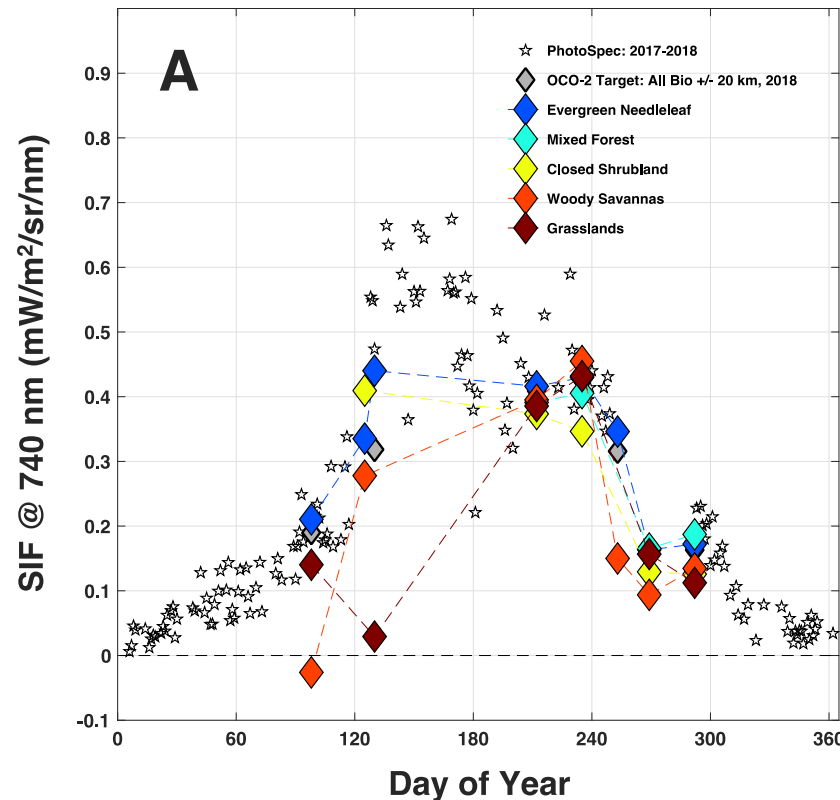 A
PhotoSpec: 2017-2018
OCO-2 Target: All Bio +/- 20 km, 2018
Evergreen Needleleaf
Mixed Forest
Closed Shrubland
Woody Savannas
Grasslands
SIF @ 740 nm (mW/m²/sr/nm)
0.9
0.8
0.7
0.6
0.5
0.4
0.3
0.2
0.1
0
-0.1
0 60 120 180 240 300 360
Day of Year